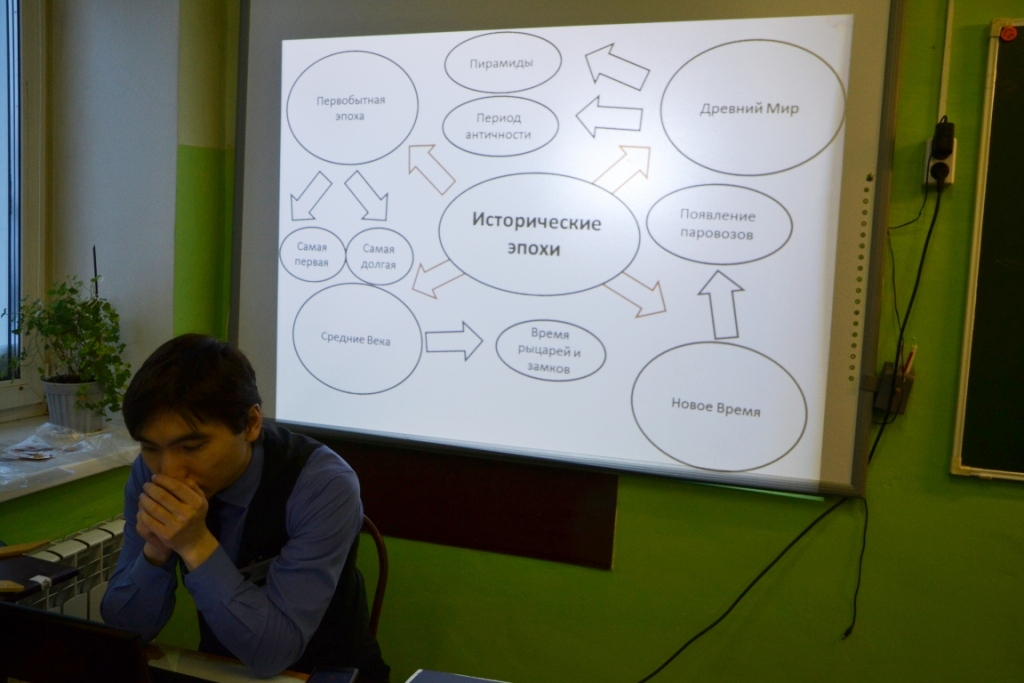 Пирамиды
Первобытная
эпоха
Период
античности
Древний Мир
Исторические
эпохи
Появление
паровозов
Самая
первая
Самая
долгая
Средние Века
Время
рыцарей и
замков
Новое Время